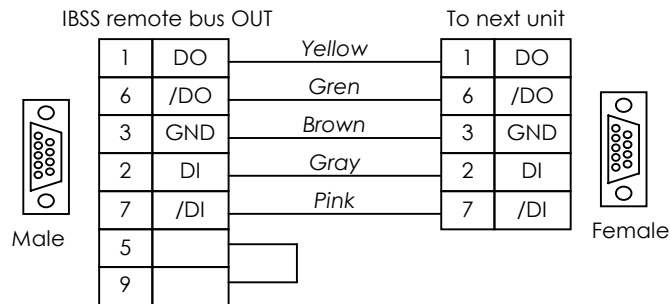 IBSS remote bus OUT To next unit
1 DO Yellow 1 DO
6 /DO Gren 6 /DO
3 GND Brown 3 GND
2 DI Gray 2 DI
7 /DI Pink 7 /DI
Male Female
5
9